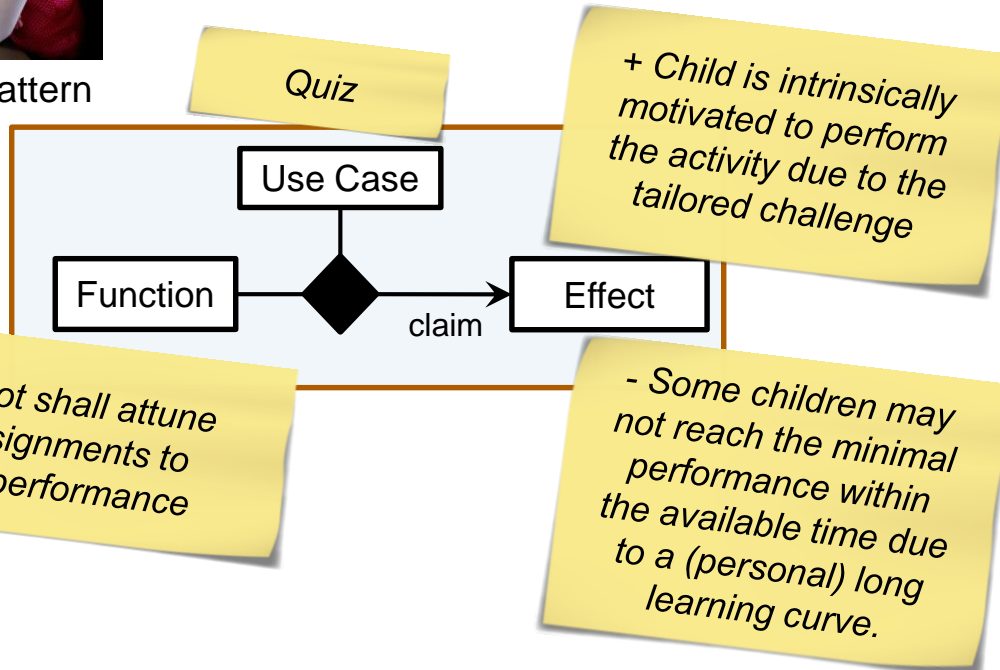 attern
Quiz
+ Child is intrinsically
motivated to perform
the activity due to the
tailored challenge
Use Case
Function
Effect
claim
ot shall attune
signments to
performance
- Some children may
not reach the minimal
performance within
the available time due
to a (personal) long
learning curve.